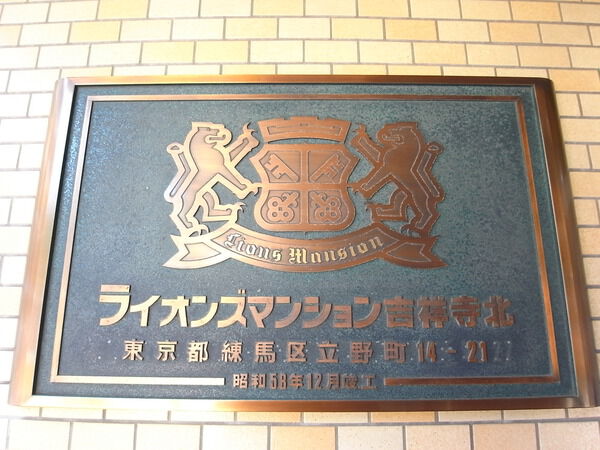 Lions Mansion
ライオンズマンション吉祥寺北
東京都練馬区立野町14-21
昭和58年12月竣工